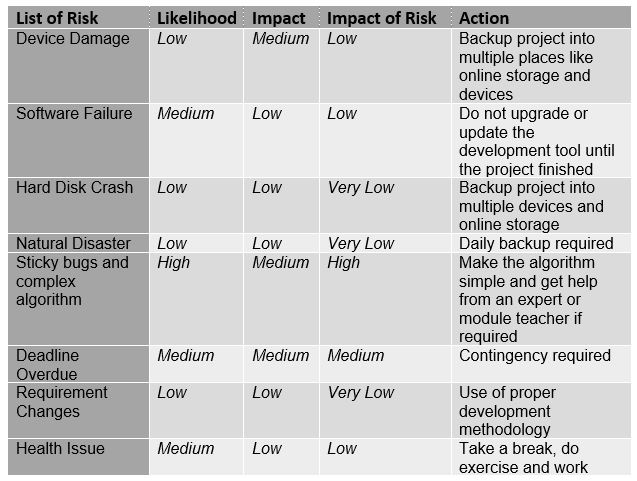 List of Risk Likelihood Impact Impact of Risk Action
Device Damage Low Medium Low Backup project into
multiple places like
online storage and
devices
Software Failure Medium Low Low Do not upgrade or
update the
development tool until
the project finished
Hard Disk Crash Low Low Very Low Backup project into
multiple devices and
online storage
Natural Disaster Low Low Very Low Daily backup required
Sticky bugs and High Medium High Make the algorithm
complex simple and get help
algorithm from an expert or
module teacher if
required
Deadline Medium Medium Medium Contingency required
Overdue
Requirement Low Low Very Low Use of proper
Changes development
methodology
Health Issue Medium Low Low Take a break, do
exercise and work